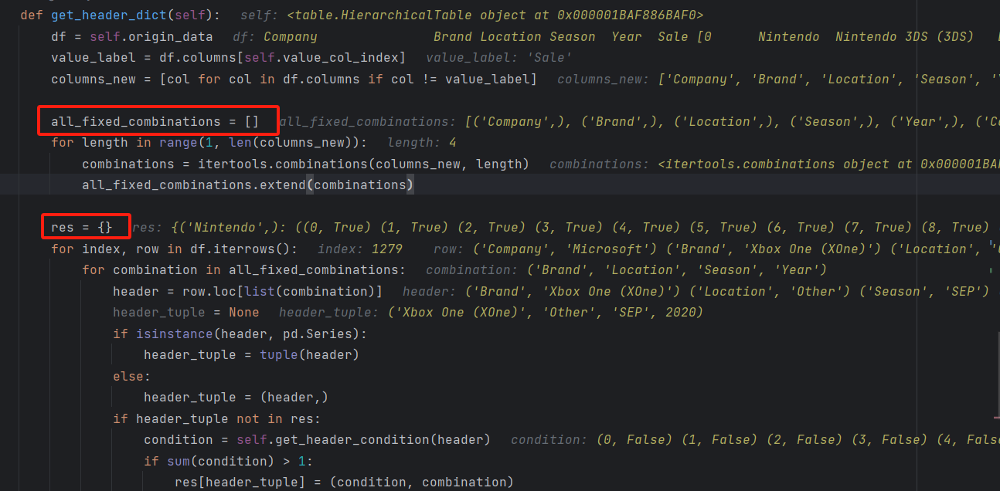 def get_header_dict(self):   self: <table.HierarchicalTable object at 0x000001BAF886BAF0>
df = self.origin_data   df: Company               Brand Location Season  Year  Sale [0      Nintendo  Nintendo 3DS (3DS)
value_label = df.columns[self.value_col_index]   value_label: 'Sale'
columns_new = [col for col in df.columns if col != value_label]   columns_new: ['Company', 'Brand', 'Location', 'Season',
all_fixed_combinations = []   all_fixed_combinations: [('Company',), ('Brand',), ('Location',), ('Season',), ('Year',),
for length in range(1, len(columns_new)):   length: 4
combinations = itertools.combinations(columns_new, length)   combinations: <itertools.combinations object at
all_fixed_combinations.extend(combinations)
res = {}   res: {('Nintendo',): ((0, True) (1, True) (2, True) (3, True) (4, True) (5, True) (6, True) (7, True) (8, True)
for index, row in df.iterrows():   index: 1279    row: ('Company', 'Microsoft') ('Brand', 'Xbox One (XOne)') ('Location',
for combination in all_fixed_combinations:   combination: ('Brand', 'Location', 'Season', 'Year')
header = row.loc[list(combination)]   header: ('Brand', 'Xbox One (XOne)') ('Location', 'Other') ('Season', 'SEP')
header_tuple = None   header_tuple: ('Xbox One (XOne)', 'Other', 'SEP', 2020)
if isinstance(header, pd.Series):
header_tuple = tuple(header)
else:
header_tuple = (header,)
if header_tuple not in res:
condition = self.get_header_condition(header)   condition: (0, False) (1, False) (2, False) (3, False) (4,
if sum(condition) > 1:
res[header_tuple] = (condition, combination)